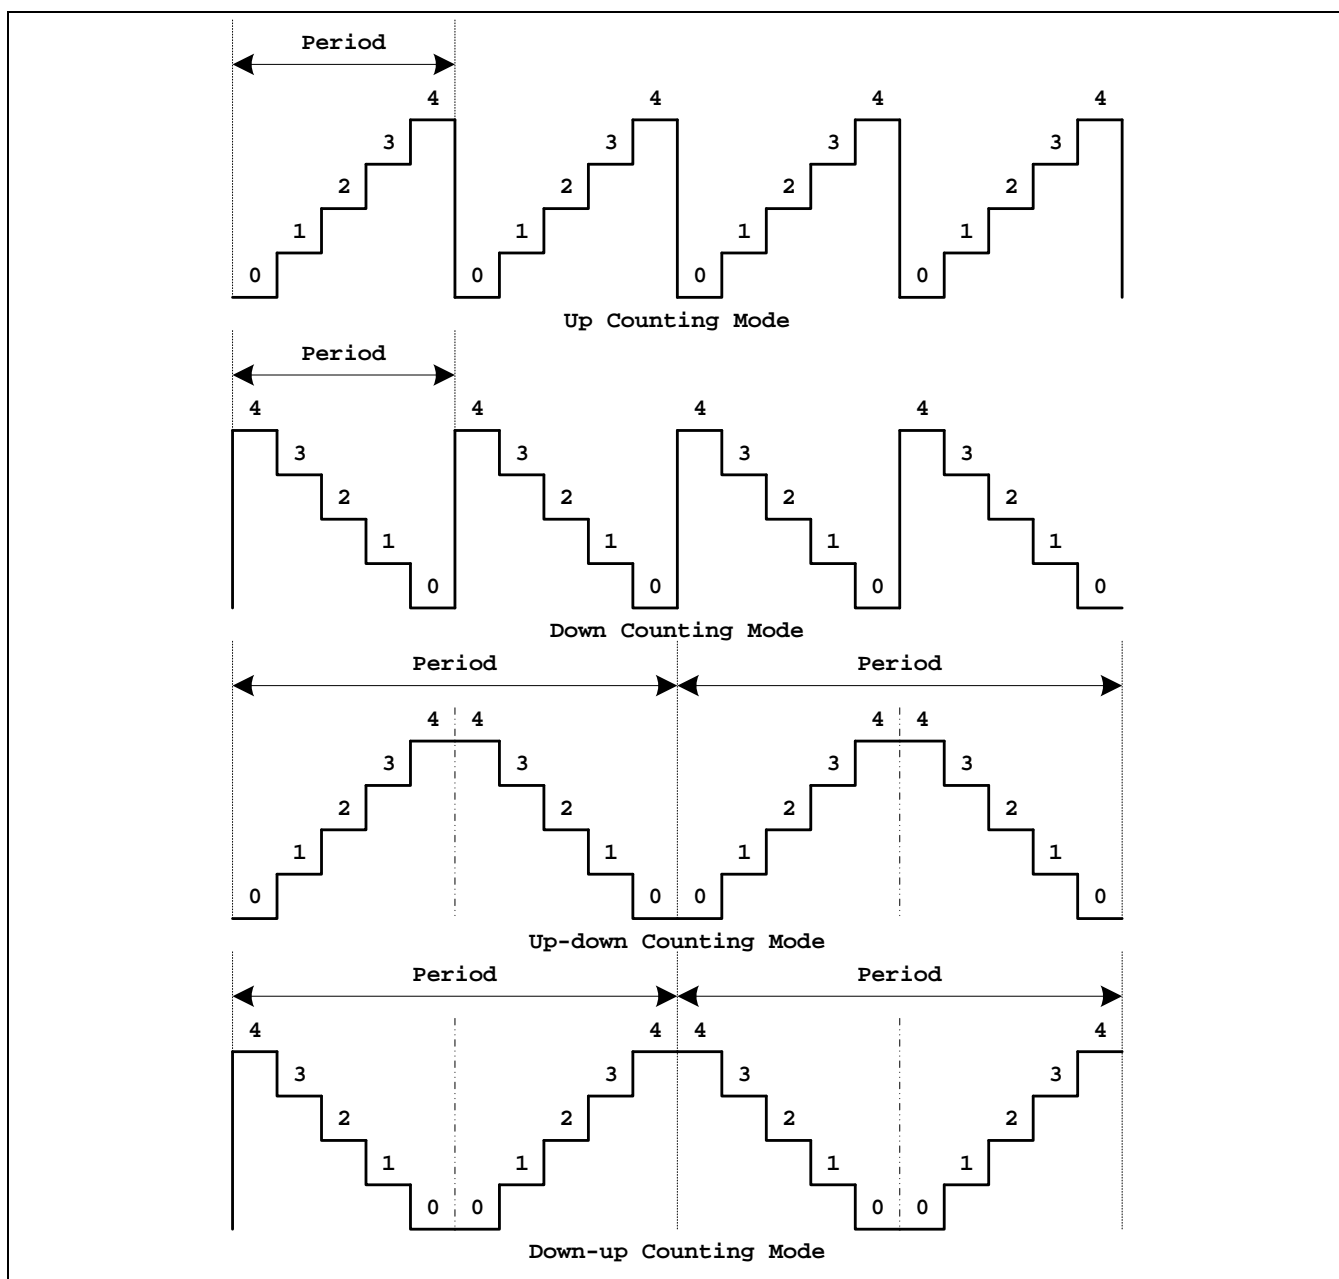 Period
4 4 4 4
3 3 3 3
2 2 2 2
1 1 1 1
0 0 0 0
Up Counting Mode
Period
4 4 4 4
3 3 3 3
2 2 2 2
1 1 1 1
0 0 0 0
Down Counting Mode
Period Period
4 4 4 4
3 3 3 3
2 2 2 2
1 1 1 1
0 0 0 0
Up-down Counting Mode
Period Period
4 4 4 4
3 3 3 3
2 2 2 2
1 1 1 1
0 0 0 0
Down-up Counting Mode